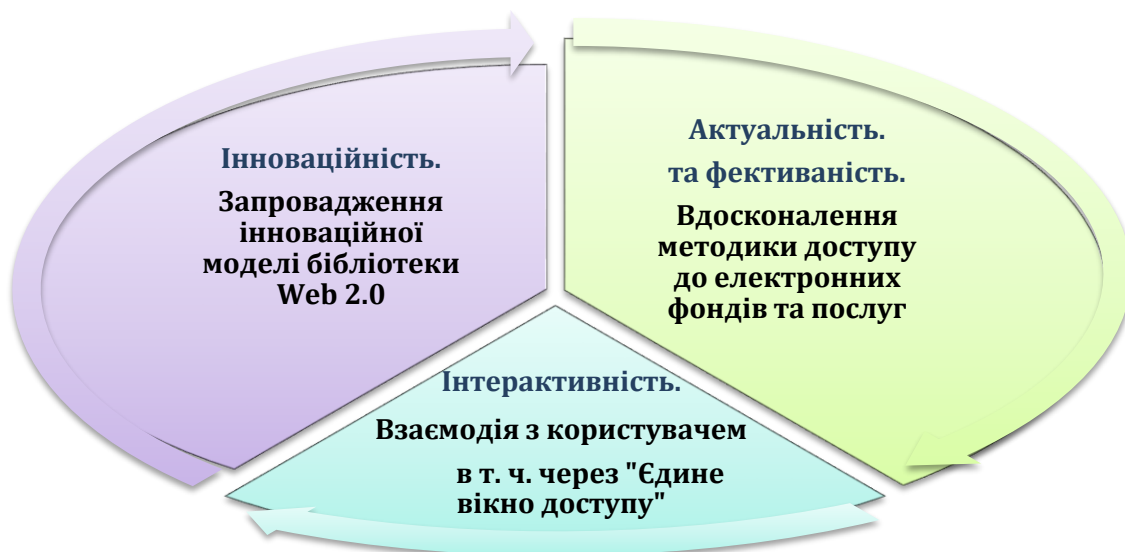 Інноваційність.
Запровадження
інноваційної
моделі бібліотеки
Web 2.0
Актуальність.
та фективаність.
Вдосконалення
методики доступу
до електронних
фондів та послуг
Інтерактивність.
Взаємодія з користувачем
в т. ч. через "Єдине
вікно доступу"